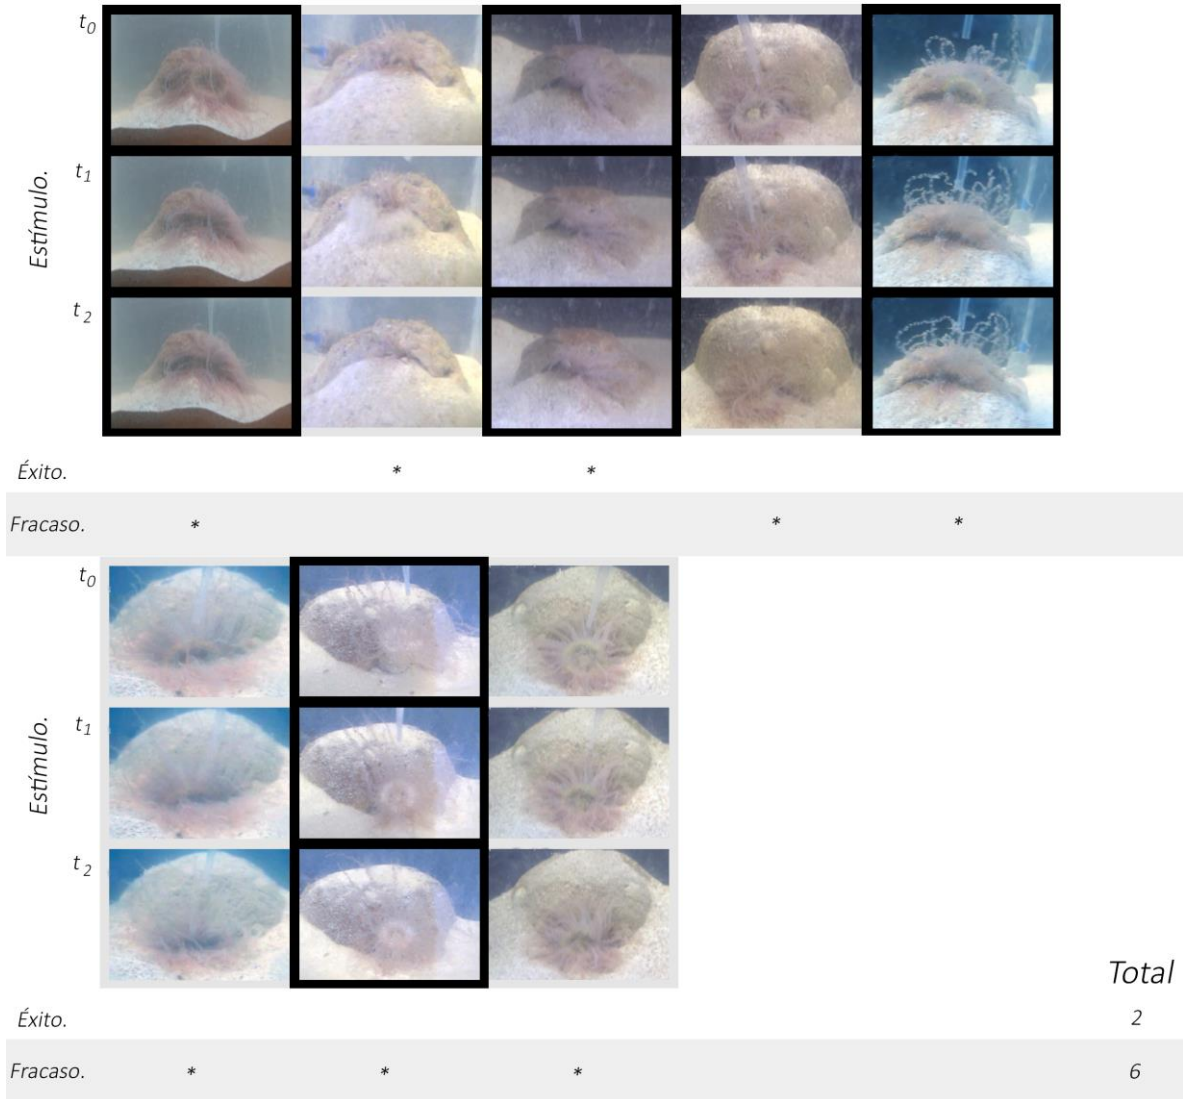 t0
t1
Estímulo.
t2
Éxito. * *
Fracaso. * * *
t0
t1
Estímulo.
t2
Total
Éxito. 2
Fracaso. * * * 6